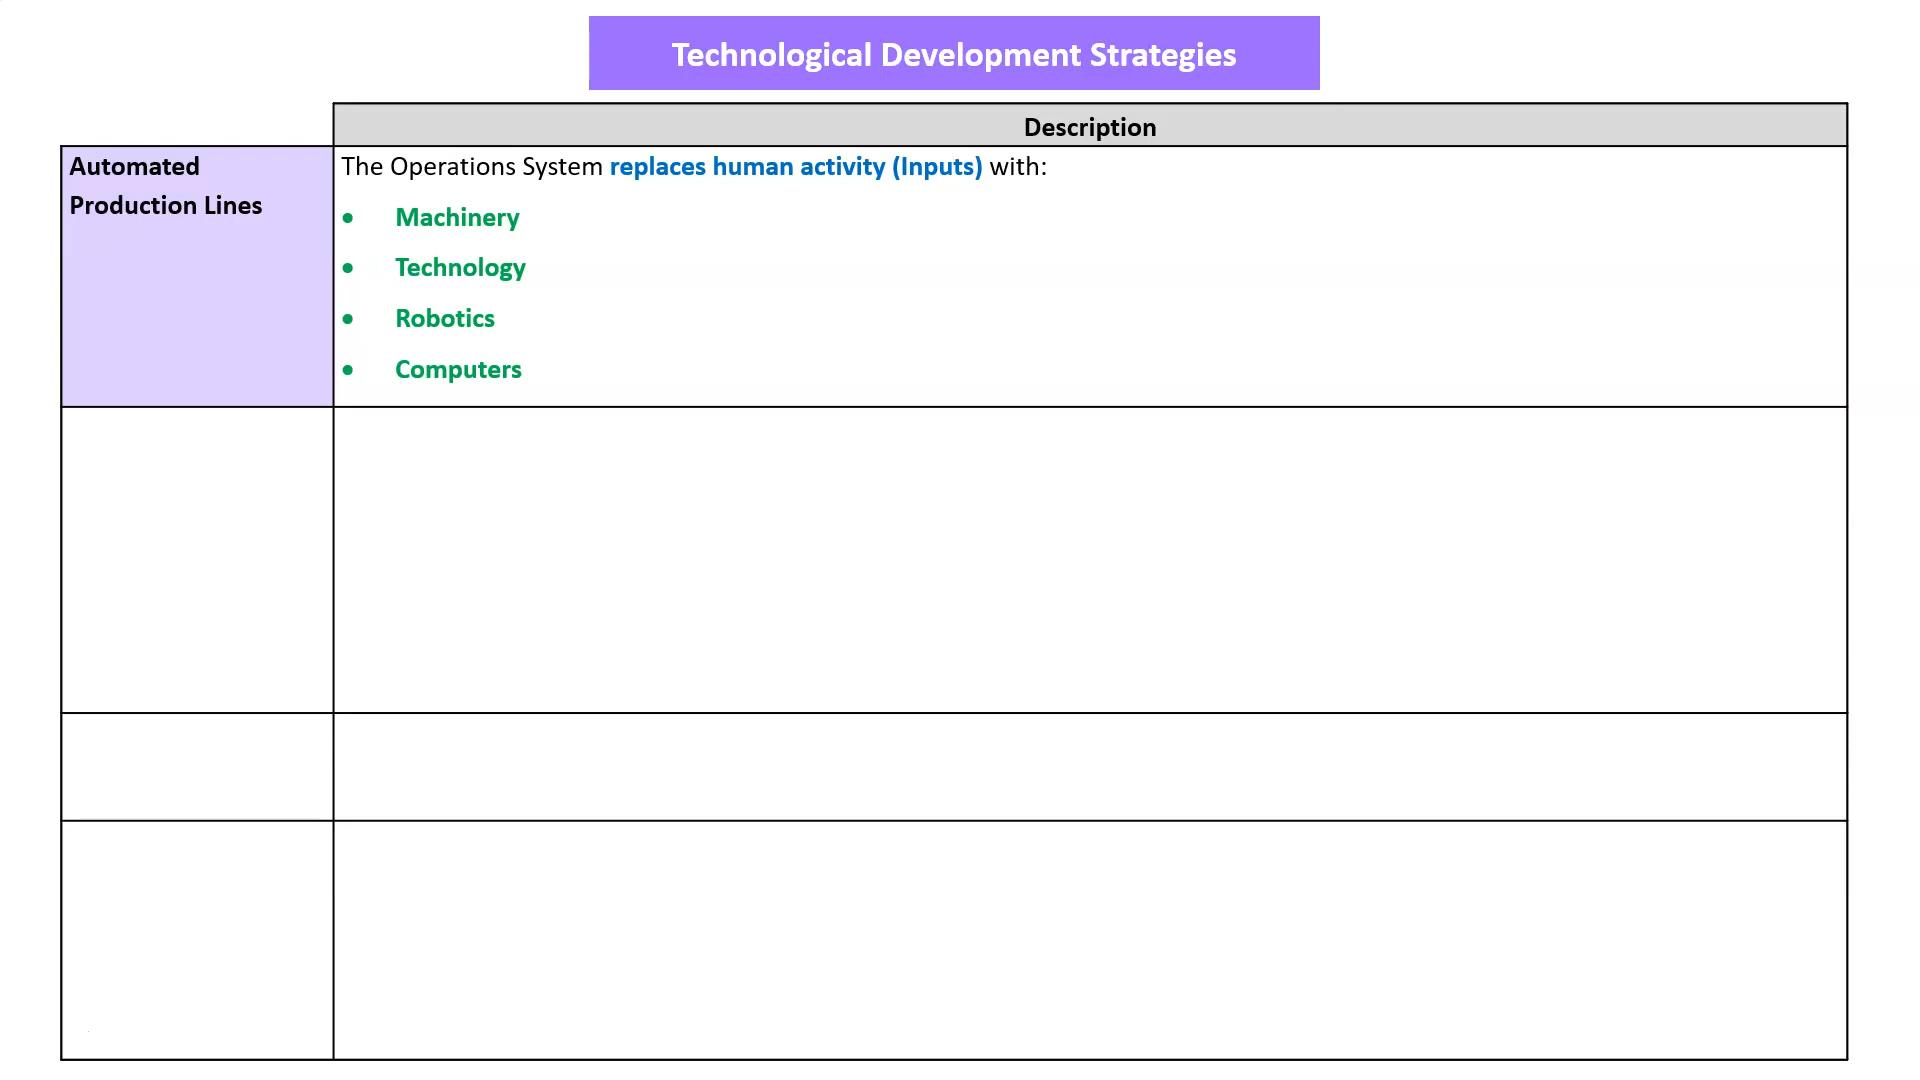 Technological Development Strategies
Description
Automated
Production Lines
The Operations System replaces human activity (Inputs) with:
• Machinery
• Technology
• Robotics
• Computers